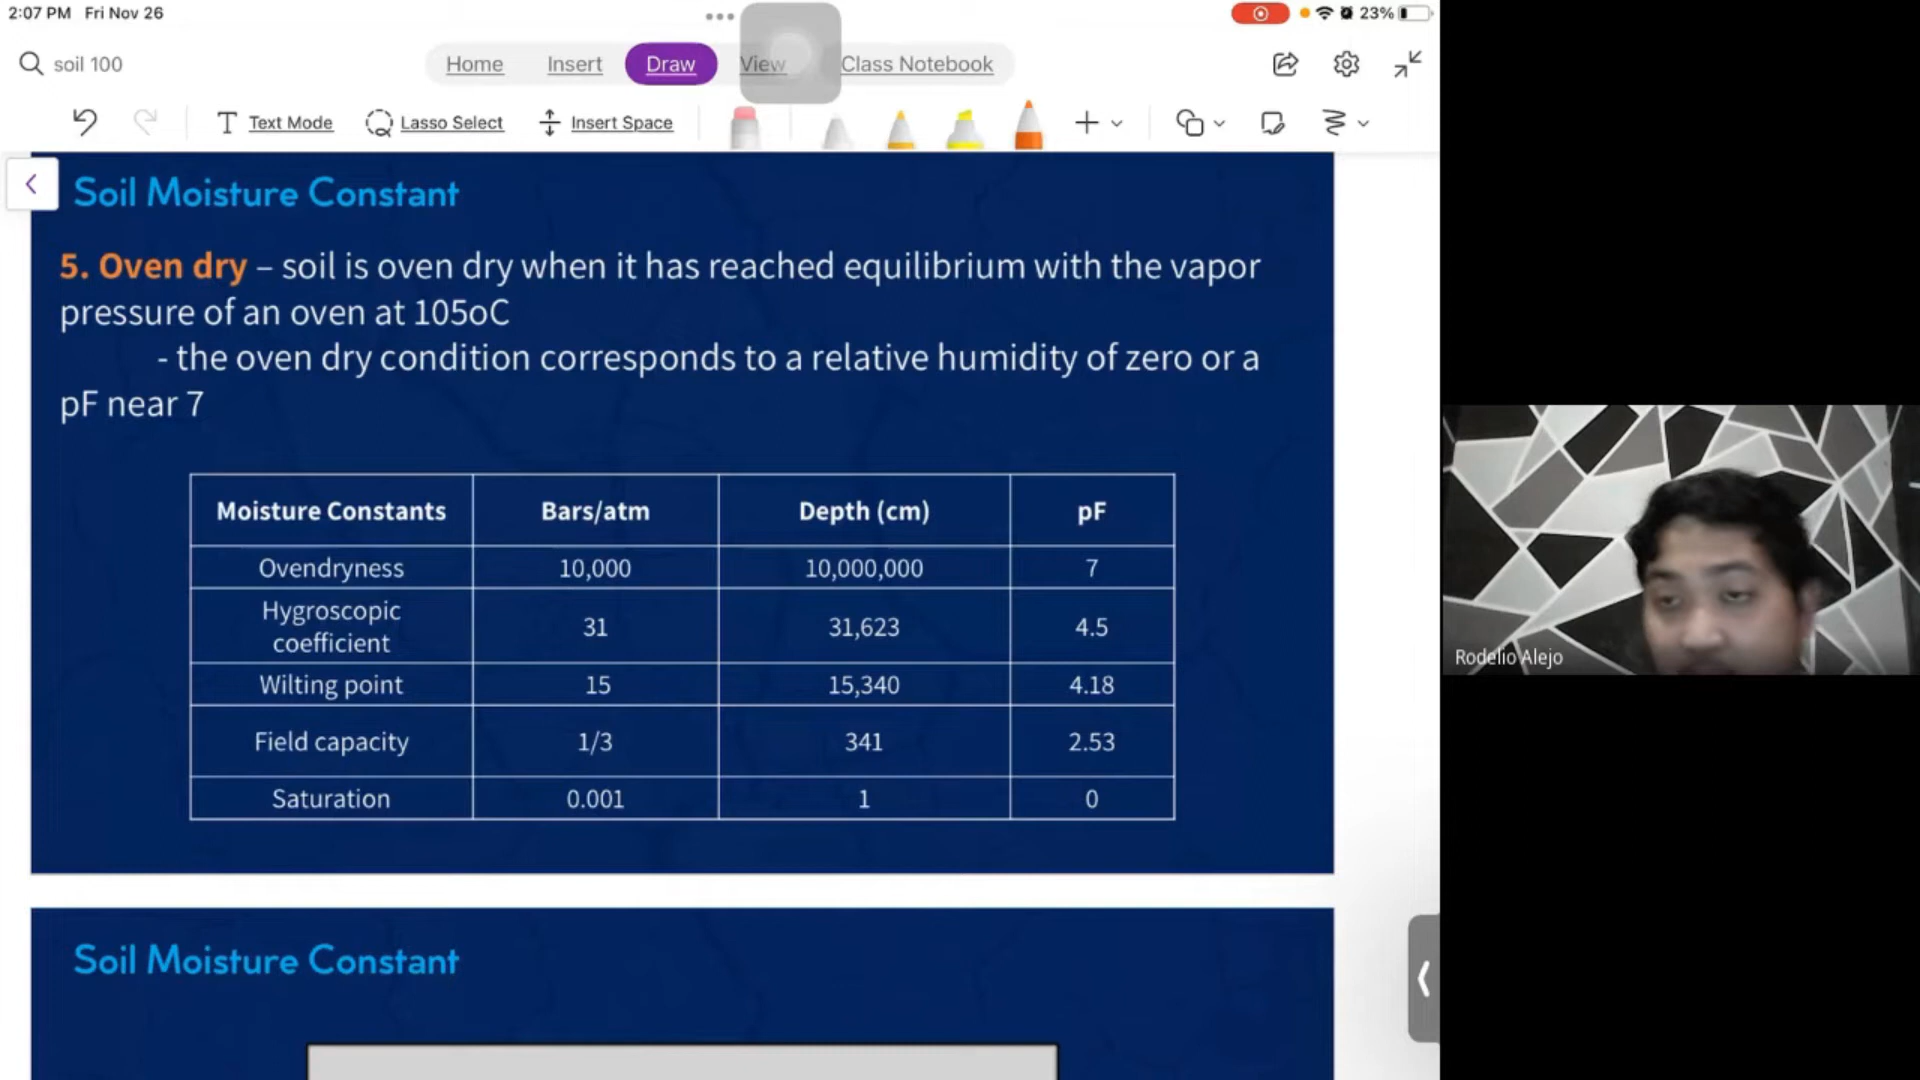 2:07 PM Fri Nov 26
23%
soil 100
Home Insert Draw View Class Notebook
Text Mode Lasso Select Insert Space
Soil Moisture Constant
5. Oven dry – soil is oven dry when it has reached equilibrium with the vapor
pressure of an oven at 105oC
- the oven dry condition corresponds to a relative humidity of zero or a
pF near 7
Moisture Constants Bars/atm Depth (cm) pF
Ovendryness 10,000 10,000,000 7
Hygroscopic
coefficient 31 31,623 4.5
Wilting point 15 15,340 4.18
Field capacity 1/3 341 2.53
Saturation 0.001 1 0
Rodelio Alejo
Soil Moisture Constant